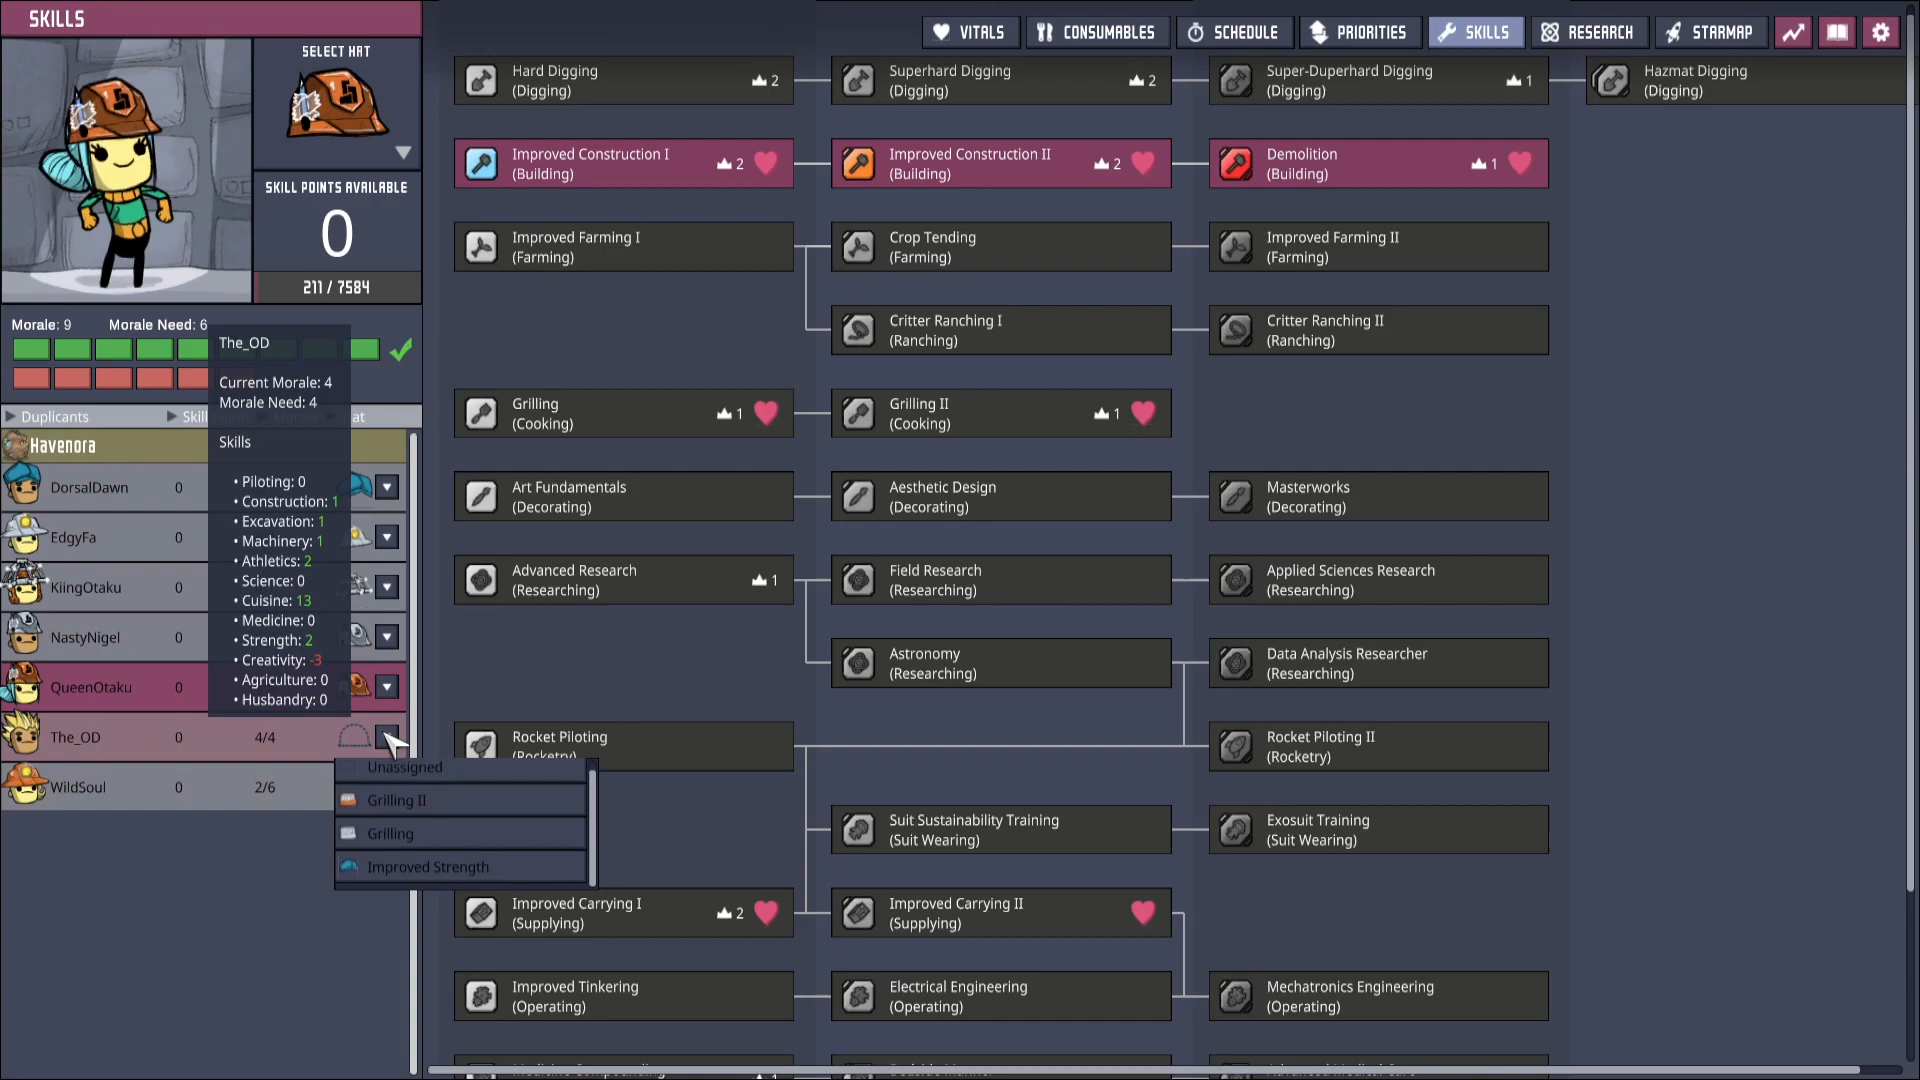 SKILLS
SELECT HAT
SKILL POINTS AVAILABLE
0
211 / 7584
VITALS
CONSUMABLES
SCHEDULE
PRIORITIES
SKILLS
RESEARCH
STARMAP
Morale: 9
Morale Need: 6
Duplicants
Skill
at
Havenora
DorsalDawn 0
EdgyFa 0
KiingOtaku 0
NastyNigel 0
QueenOtaku 0
The_OD 0 4/4
WildSoul 0 2/6
The_OD
Current Morale: 4
Morale Need: 4
Skills
• Piloting: 0
• Construction: 1
• Excavation: 1
• Machinery: 1
• Athletics: 2
• Science: 0
• Cuisine: 13
• Medicine: 0
• Strength: 2
• Creativity: -3
• Agriculture: 0
• Husbandry: 0
Unassigned
Grilling II
Grilling
Improved Strength
Hard Digging
(Digging)
2
Superhard Digging
(Digging)
2
Super-Duperhard Digging
(Digging)
1
Hazmat Digging
(Digging)
Improved Construction I
(Building)
2
Improved Construction II
(Building)
2
Demolition
(Building)
1
Improved Farming I
(Farming)
Crop Tending
(Farming)
Improved Farming II
(Farming)
Critter Ranching I
(Ranching)
Critter Ranching II
(Ranching)
Grilling
(Cooking)
1
Grilling II
(Cooking)
1
Art Fundamentals
(Decorating)
Aesthetic Design
(Decorating)
Masterworks
(Decorating)
Advanced Research
(Researching)
1
Field Research
(Researching)
Applied Sciences Research
(Researching)
Astronomy
(Researching)
Data Analysis Researcher
(Researching)
Rocket Piloting
(Rocketry)
Rocket Piloting II
(Rocketry)
Suit Sustainability Training
(Suit Wearing)
Exosuit Training
(Suit Wearing)
Improved Carrying I
(Supplying)
2
Improved Carrying II
(Supplying)
Improved Tinkering
(Operating)
Electrical Engineering
(Operating)
Mechatronics Engineering
(Operating)